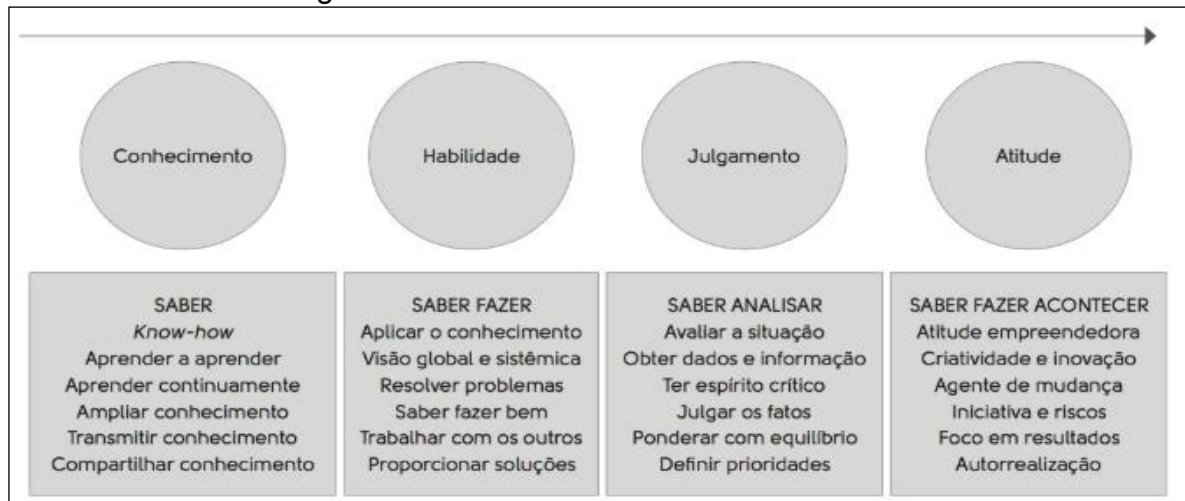 Conhecimento
Habilidade
Julgamento
Atitude
SABER
Know-how
Aprender a aprender
Aprender continuamente
Ampliar conhecimento
Transmitir conhecimento
Compartilhar conhecimento
SABER FAZER
Aplicar o conhecimento
Visão global e sistêmica
Resolver problemas
Saber fazer bem
Trabalhar com os outros
Proporcionar soluções
SABER ANALISAR
Avaliar a situação
Obter dados e informação
Ter espírito crítico
Julgar os fatos
Ponderar com equilíbrio
Definir prioridades
SABER FAZER ACONTECER
Atitude empreendedora
Criatividade e inovação
Agente de mudança
Iniciativa e riscos
Foco em resultados
Autorrealização